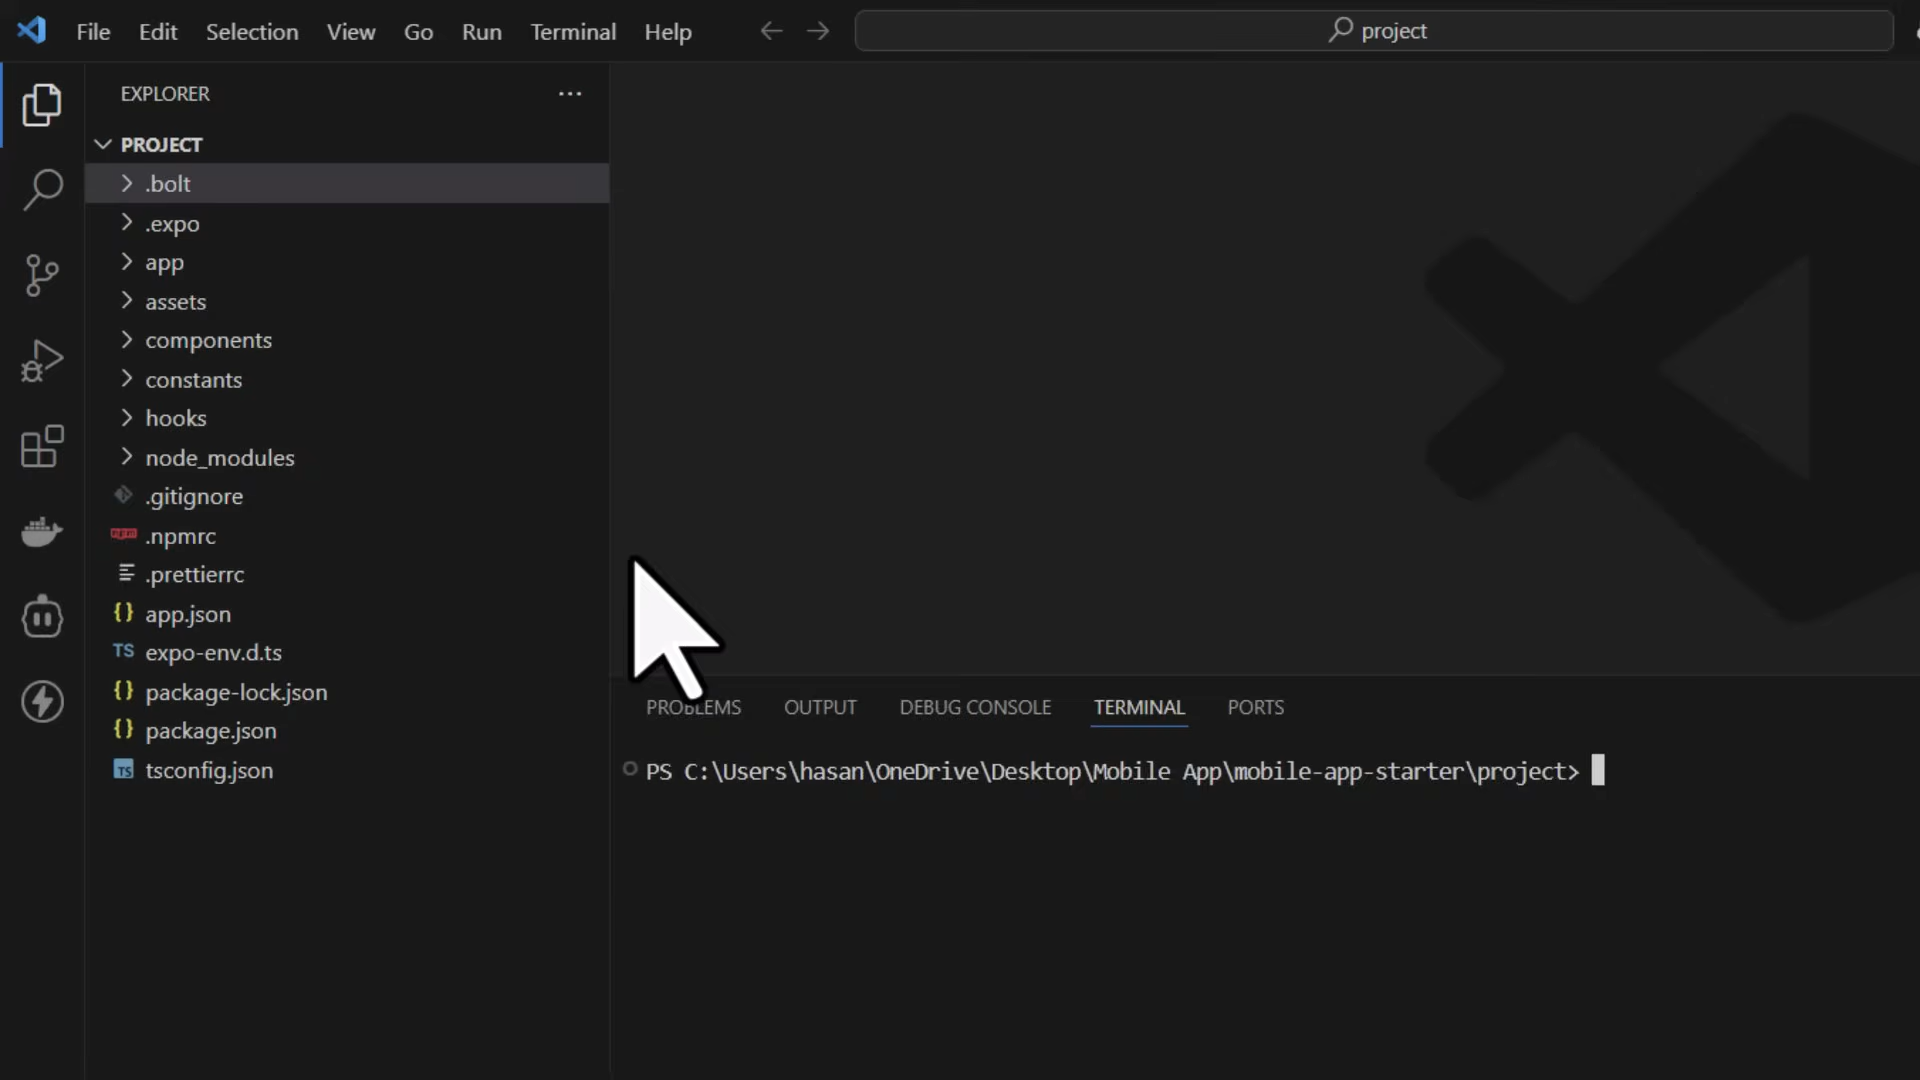 File Edit Selection View Go Run Terminal Help
project
EXPLORER
PROJECT
.bolt
.expo
app
assets
components
constants
hooks
node_modules
.gitignore
.npmrc
.prettierrc
{} app.json
TS expo-env.d.ts
{} package-lock.json
{} package.json
TS tsconfig.json
PROBLEMS OUTPUT DEBUG CONSOLE TERMINAL PORTS
PS C:\Users\hasan\OneDrive\Desktop\Mobile App\mobile-app-starter\project>